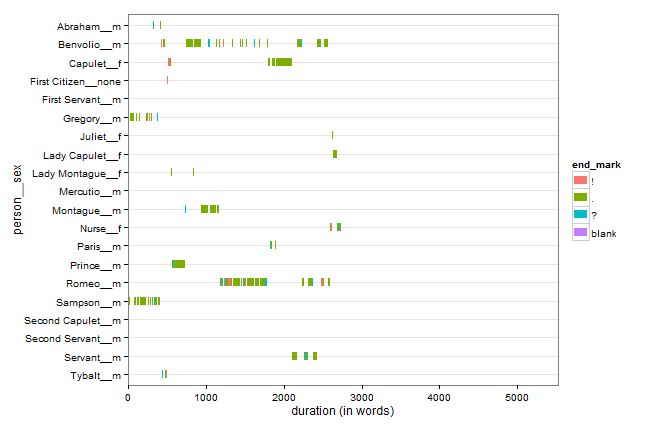 Abraham__m
Benvolio__m
Capulet__f
First Citizen__none
First Servant__m
Gregory__m
Juliet__f
Lady Capulet__f
Lady Montague__f
Mercutio__m
Montague__m
Nurse__f
Paris__m
Prince__m
Romeo__m
Sampson__m
Second Capulet__m
Second Servant__m
Servant__m
Tybalt__m
person__sex
0 1000 2000 3000 4000 5000
duration (in words)
end_mark
!
.
?
blank